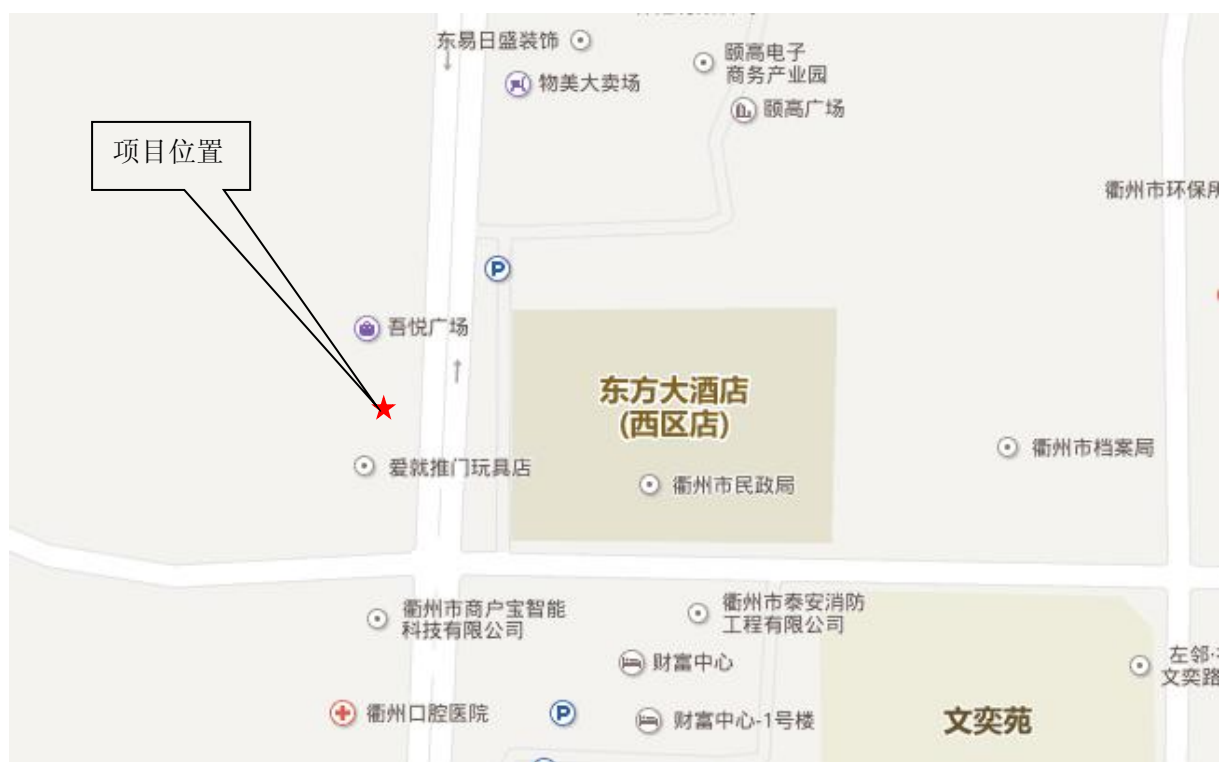 东易日盛装饰
物美大卖场
颐高电子
商务产业园
颐高广场
项目位置
衢州市环保
P
吾悦广场
东方大酒店
(西区店)
爱就推门玩具店
衢州市民政局
衢州市档案局
衢州市商户宝智能
科技有限公司
衢州市泰安消防
工程有限公司
财富中心
左邻·
文奕路
衢州口腔医院
P
财富中心-1号楼
文奕苑